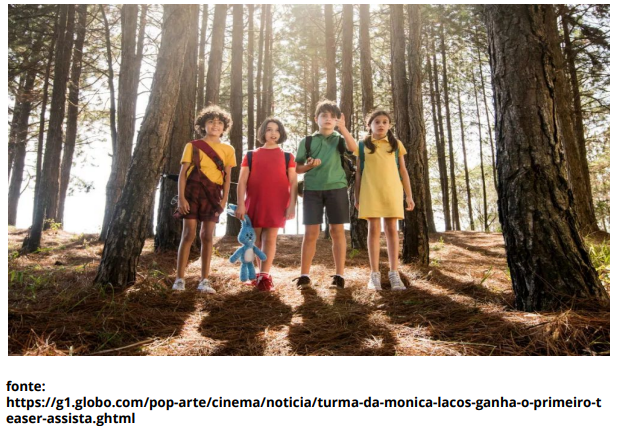 fonte:
https://g1.globo.com/pop-arte/cinema/noticia/turma-da-monica-lacos-ganha-o-primeiro-t
easer-assista.ghtml